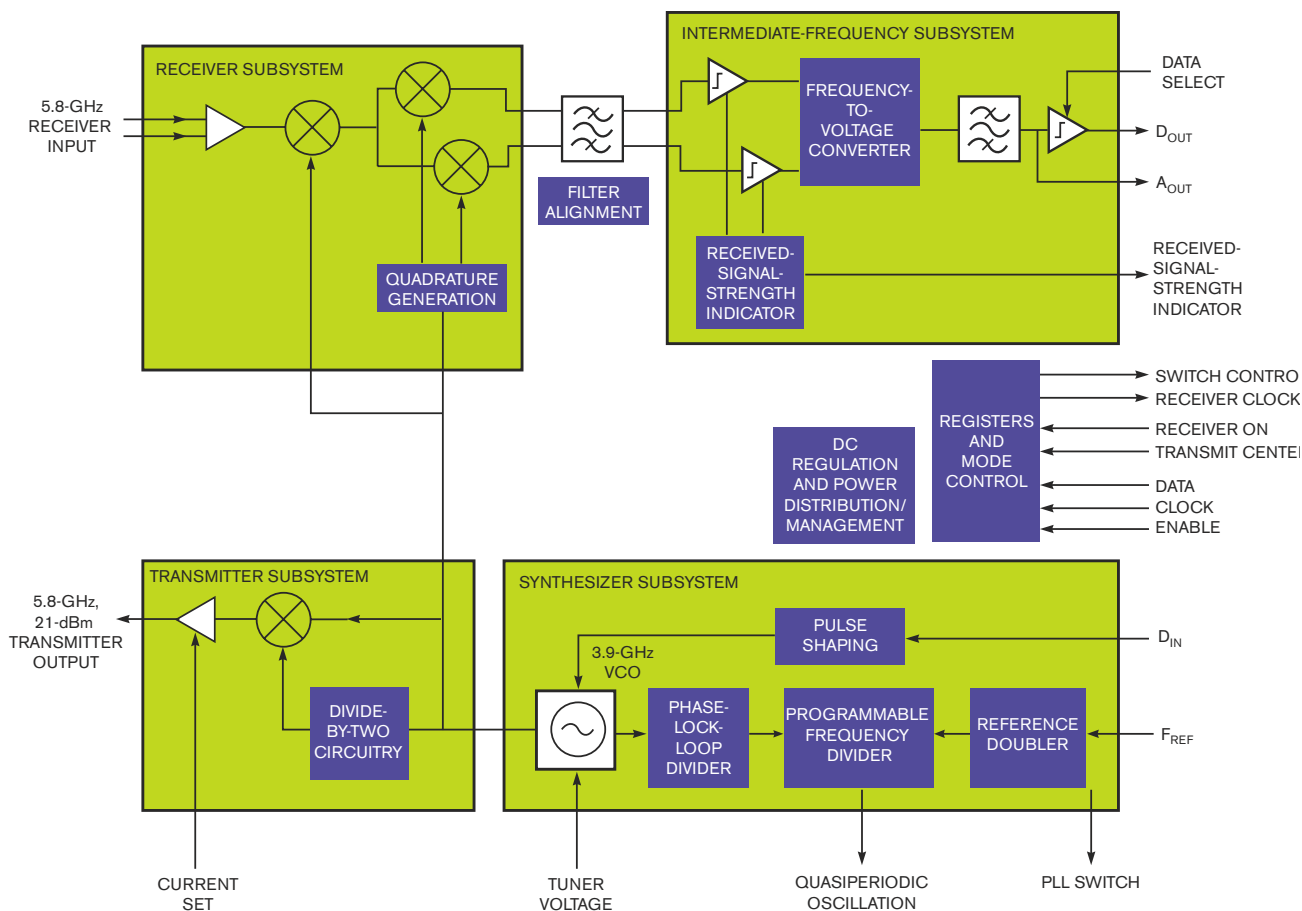 RECEIVER SUBSYSTEM
5.8-GHz
RECEIVER
INPUT
QUADRATURE
GENERATION
FILTER
ALIGNMENT
INTERMEDIATE-FREQUENCY SUBSYSTEM
FREQUENCY-
TO-
VOLTAGE
CONVERTER
RECEIVED-
SIGNAL-
STRENGTH
INDICATOR
DATA
SELECT
DOUT
AOUT
RECEIVED-
SIGNAL-
STRENGTH
INDICATOR
DC
REGULATION
AND POWER
DISTRIBUTION/
MANAGEMENT
REGISTERS
AND
MODE
CONTROL
SWITCH CONTRO
RECEIVER CLOCK
RECEIVER ON
TRANSMIT CENTE
DATA
CLOCK
ENABLE
TRANSMITTER SUBSYSTEM
5.8-GHz,
21-dBm
TRANSMITTER
OUTPUT
DIVIDE-
BY-TWO
CIRCUITRY
CURRENT
SET
SYNTHESIZER SUBSYSTEM
3.9-GHz
VCO
PULSE
SHAPING
DIN
PHASE-
LOCK-
LOOP
DIVIDER
PROGRAMMABLE
FREQUENCY
DIVIDER
REFERENCE
DOUBLER
FREF
TUNER
VOLTAGE
QUASIPERIODIC
OSCILLATION
PLL SWITCH